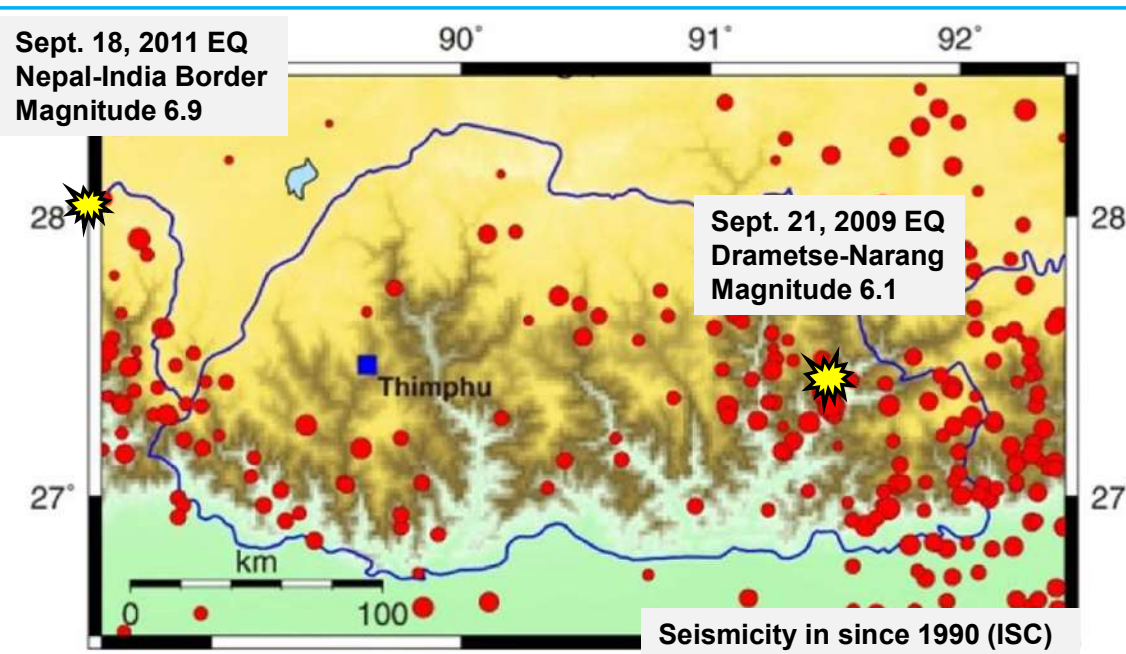 Sept. 18, 2011 EQ
Nepal-India Border
Magnitude 6.9
90°
91°
92°
28°
28
Sept. 21, 2009 EQ
Drametse-Narang
Magnitude 6.1
Thimphu
27°
27
km
0
100
Seismicity in since 1990 (ISC)